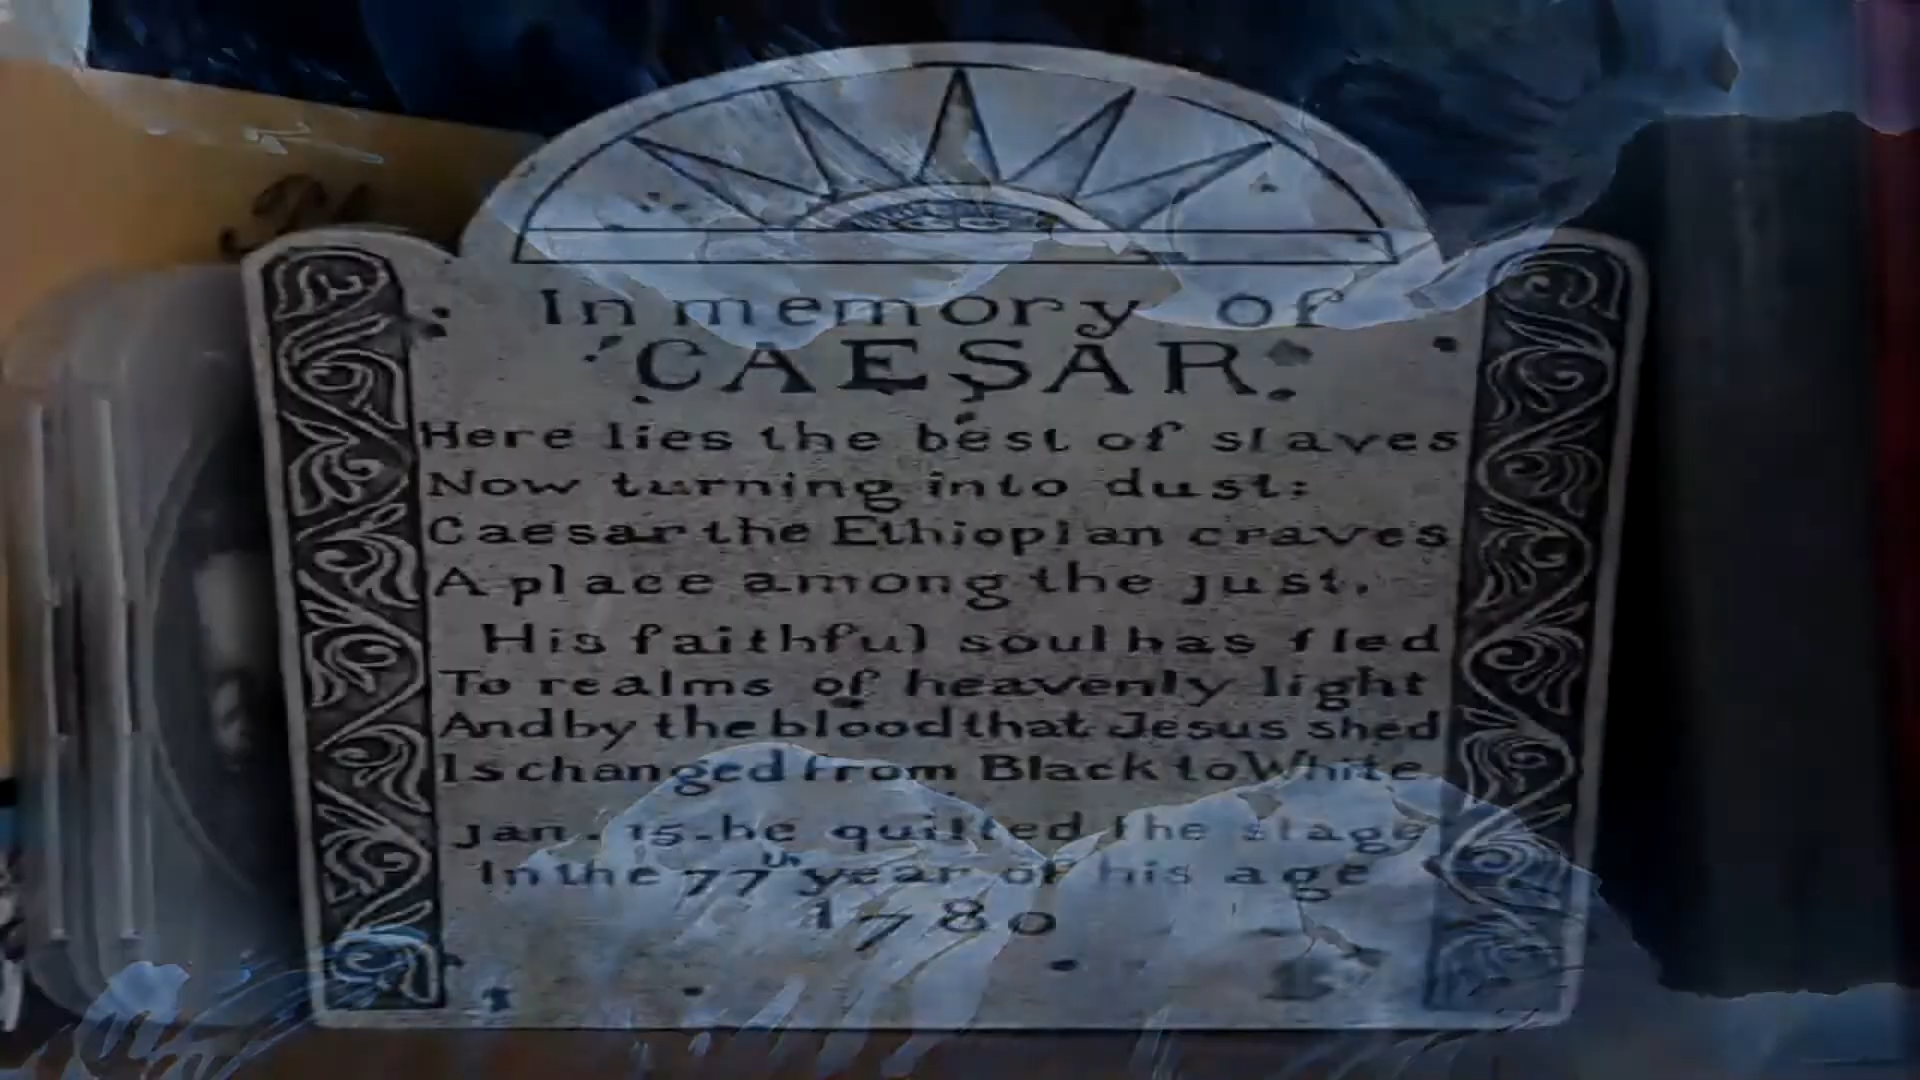 In memory of
CAESAR
Here lies the best of slaves
Now turning into dust;
Caesar the Ethiopian craves
A place among the just.
His faithful soul has fled
To realms of heavenly light
And by the blood that Jesus shed
Is changed from Black to White
Jan. 15 he quitted the stage
In the 77th year of his age
1780